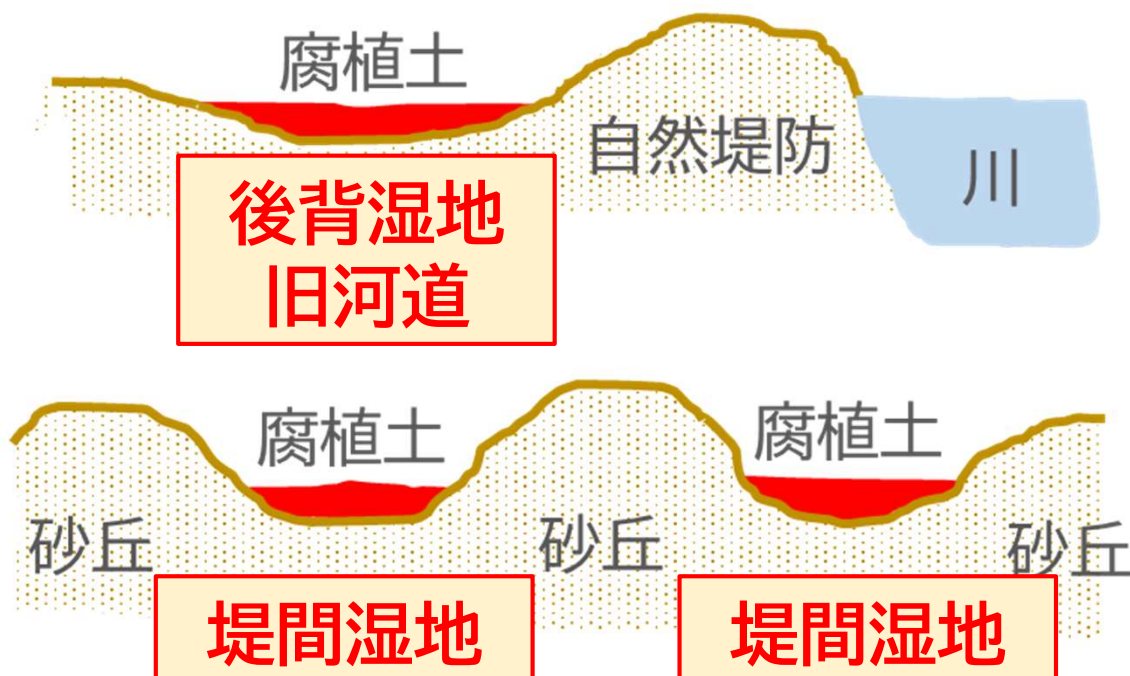 腐植土
自然堤防
川
後背湿地
旧河道
腐植土
腐植土
砂丘
砂丘
砂丘
堤間湿地
堤間湿地